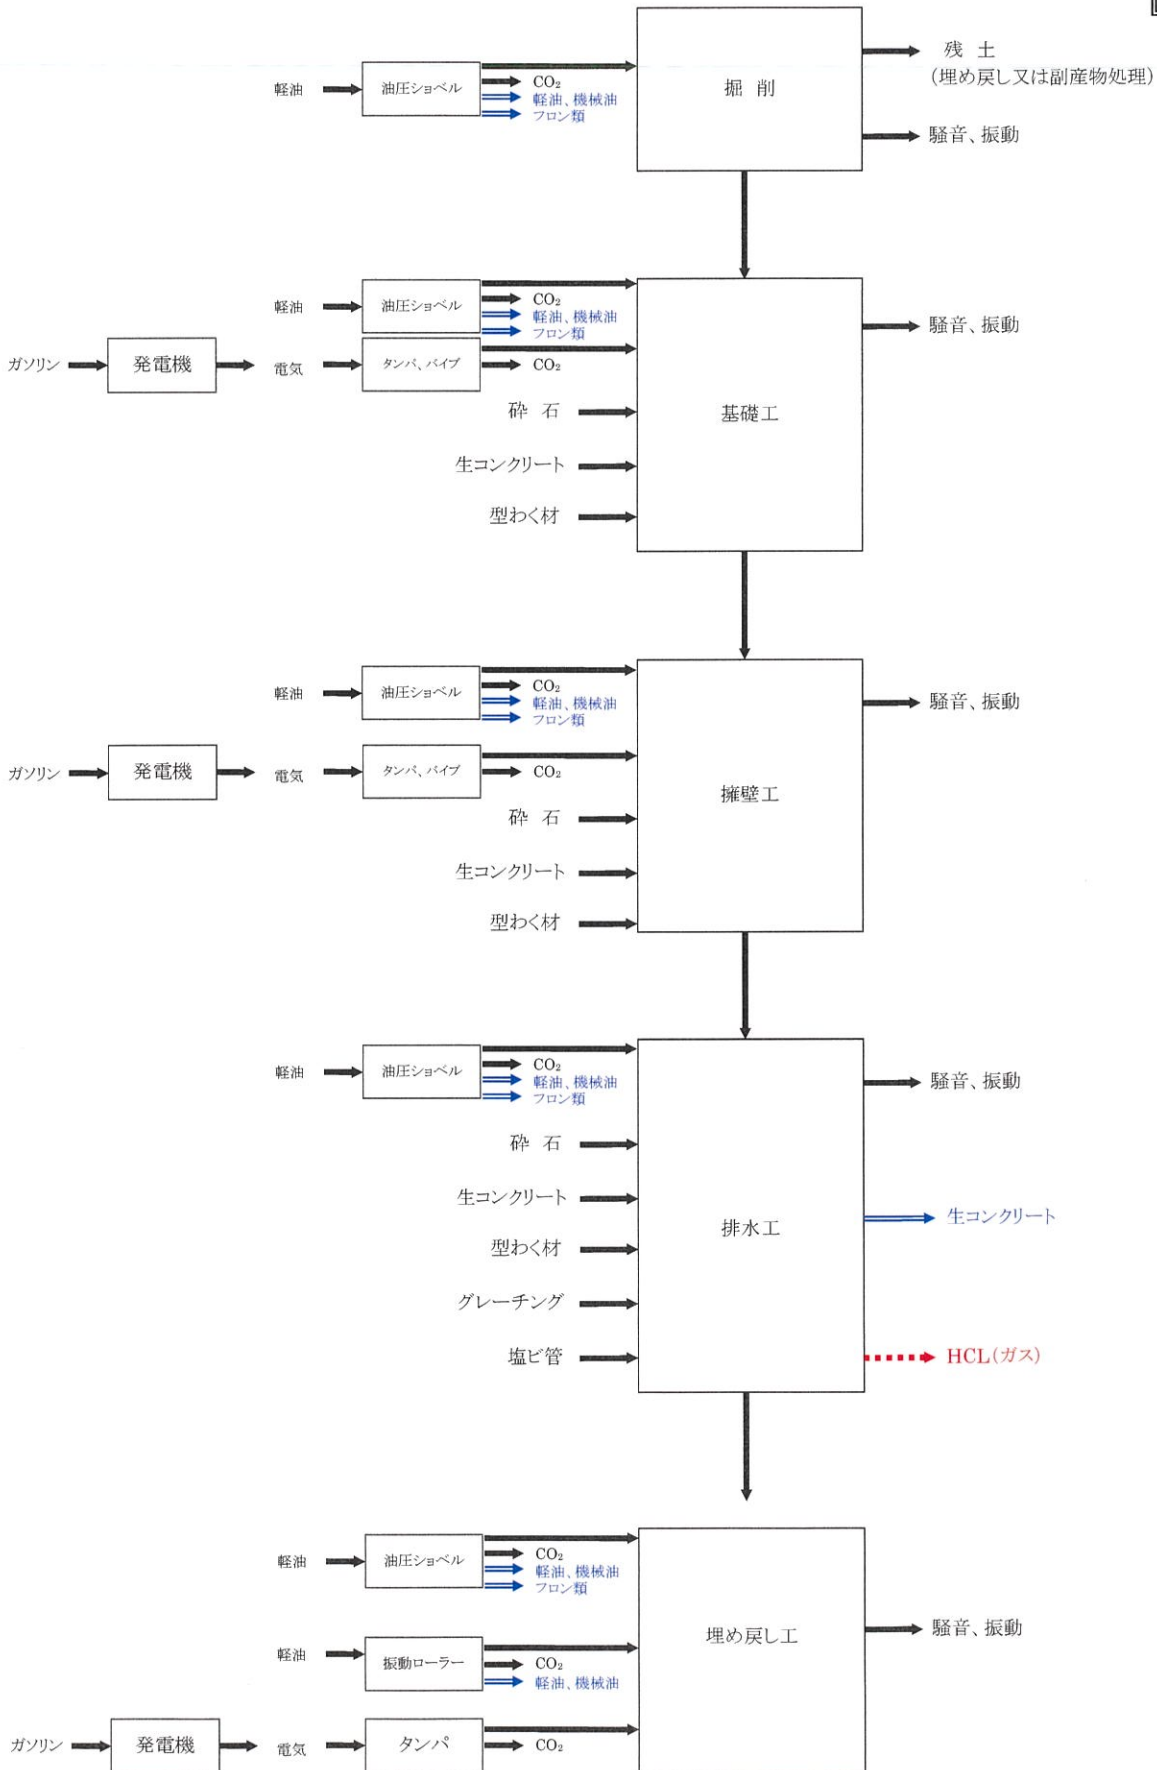 残 土
(埋め戻し又は副産物処理)
軽油
油圧ショベル
CO₂
軽油、機械油
フロン類
掘 削
騒音、振動
軽油
油圧ショベル
CO₂
軽油、機械油
フロン類
騒音、振動
ガソリン
発電機
電気
タンパ、バイブ
CO₂
砕 石
基礎工
生コンクリート
型わく材
軽油
油圧ショベル
CO₂
軽油、機械油
フロン類
騒音、振動
ガソリン
発電機
電気
タンパ、バイブ
CO₂
擁壁工
砕 石
生コンクリート
型わく材
軽油
油圧ショベル
CO₂
軽油、機械油
フロン類
騒音、振動
砕 石
生コンクリート
生コンクリート
排水工
型わく材
グレーチング
塩ビ管
HCL(ガス)
軽油
油圧ショベル
CO₂
軽油、機械油
フロン類
埋め戻し工
騒音、振動
軽油
振動ローラー
CO₂
軽油、機械油
ガソリン
発電機
電気
タンパ
CO₂